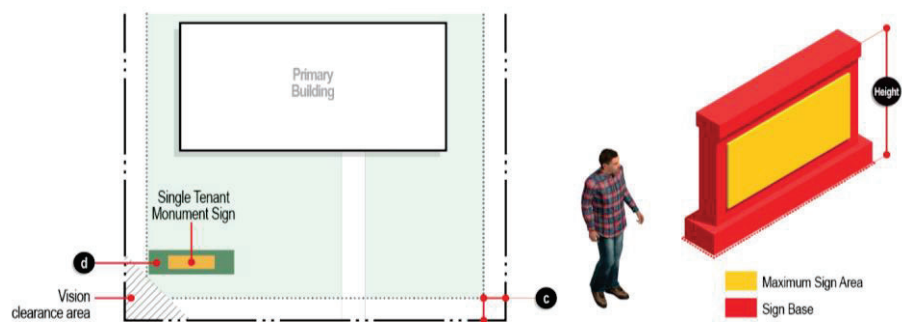 Primary
Building
Single Tenant
Monument Sign
d
Vision
clearance area
c
Height
Maximum Sign Area
Sign Base